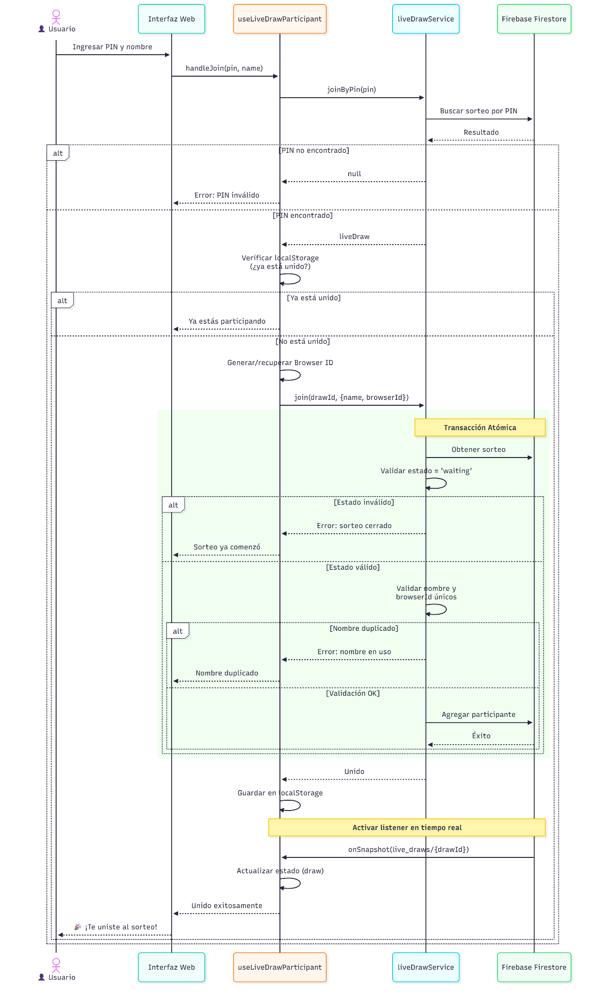 👤 Usuario
Interfaz Web
useLiveDrawParticipant
liveDrawService
Firebase Firestore
Ingresar PIN y nombre
handleJoin(pin, name)
joinByPin(pin)
Buscar sorteo por PIN
Resultado
alt
[PIN no encontrado]
null
Error: PIN inválido
[PIN encontrado]
liveDraw
Verificar localStorage
(¿ya está unido?)
alt
[Ya está unido]
Ya estás participando
[No está unido]
Generar/recuperar Browser ID
join(drawId, {name, browserId})
Transacción Atómica
Obtener sorteo
Validar estado = 'waiting'
alt
[Estado inválido]
Error: sorteo cerrado
Sorteo ya comenzó
[Estado válido]
Validar nombre y
browserId únicos
alt
[Nombre duplicado]
Error: nombre en uso
Nombre duplicado
[Validación OK]
Agregar participante
Éxito
Unido
Guardar en localStorage
Activar listener en tiempo real
onSnapshot(live_draws/{drawId})
Actualizar estado (draw)
Unido exitosamente
🎉 ¡Te uniste al sorteo!
👤 Usuario
Interfaz Web
useLiveDrawParticipant
liveDrawService
Firebase Firestore